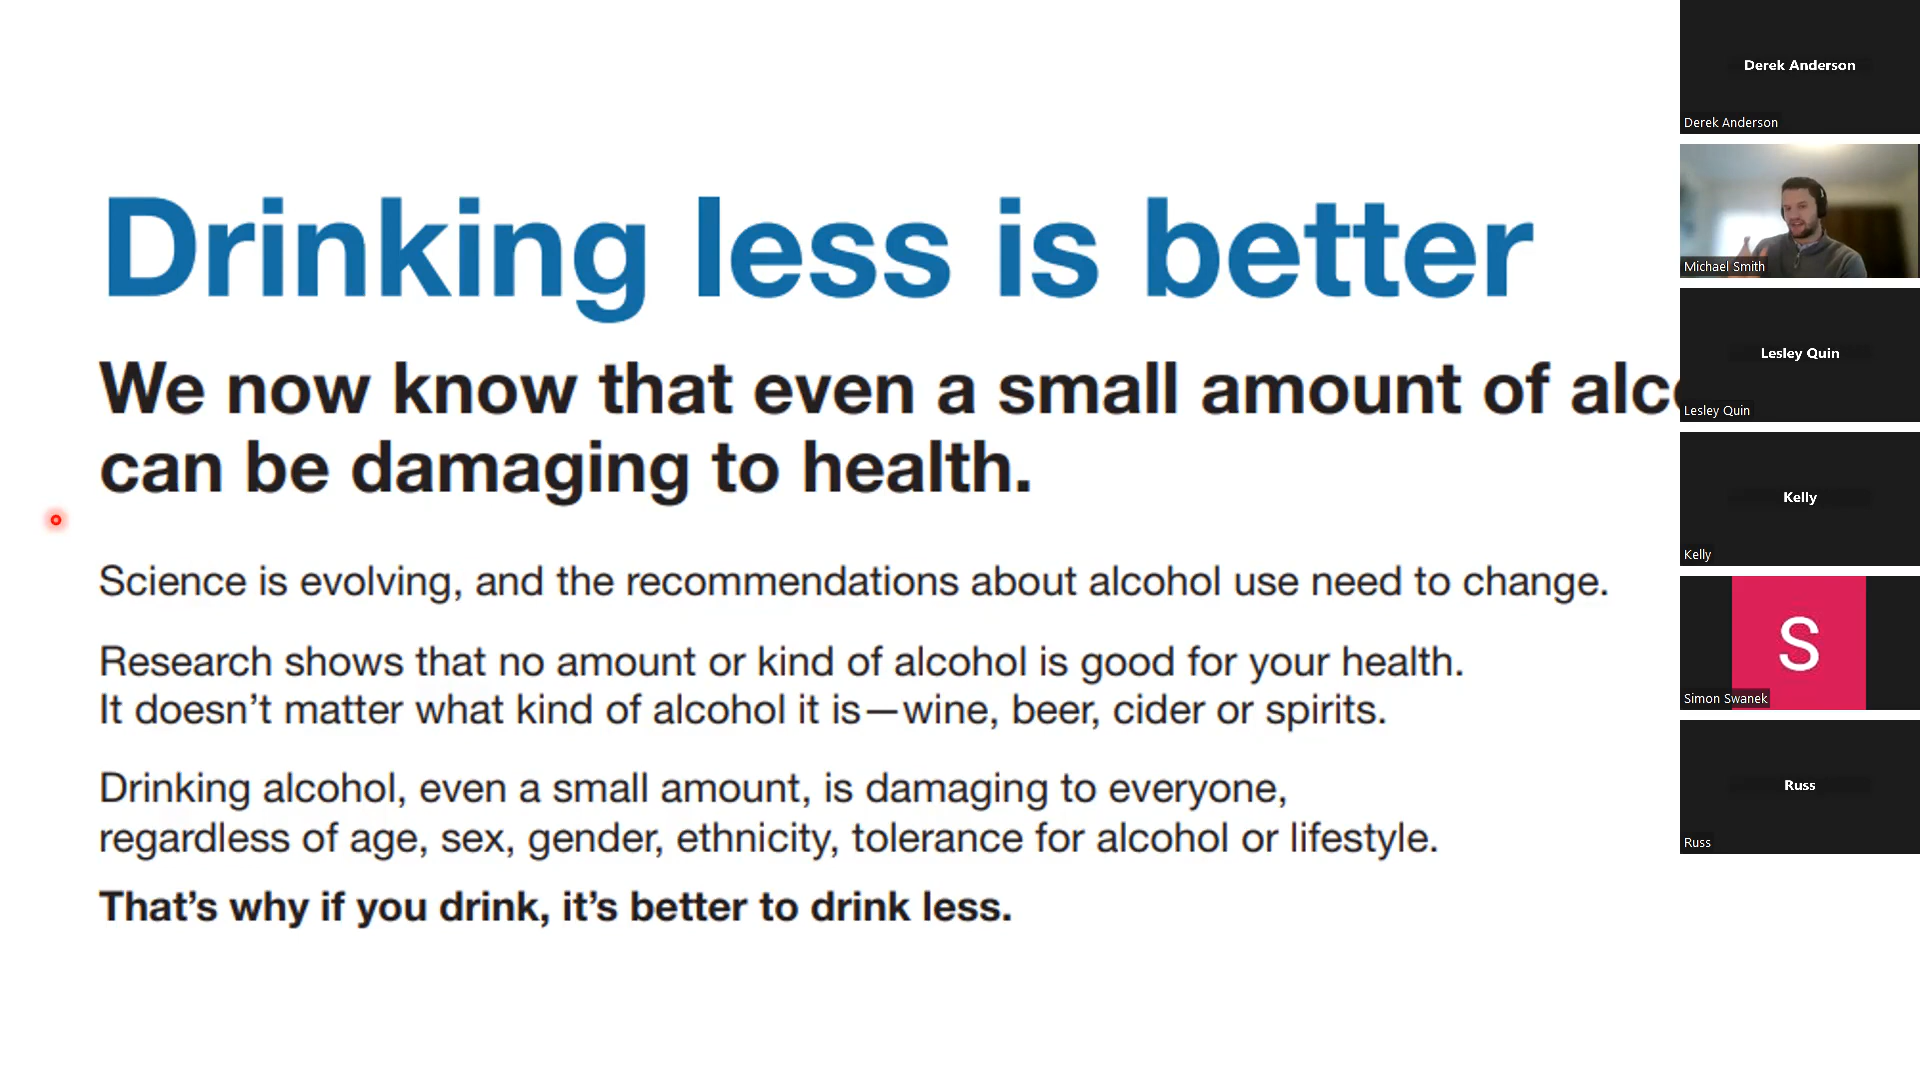 Drinking less is better
We now know that even a small amount of alc
can be damaging to health.
Science is evolving, and the recommendations about alcohol use need to change.
Research shows that no amount or kind of alcohol is good for your health.
It doesn’t matter what kind of alcohol it is—wine, beer, cider or spirits.
Drinking alcohol, even a small amount, is damaging to everyone,
regardless of age, sex, gender, ethnicity, tolerance for alcohol or lifestyle.
That’s why if you drink, it’s better to drink less.
Derek Anderson
Derek Anderson
Michael Smith
Lesley Quin
Lesley Quin
Kelly
Kelly
S
Simon Swanek
Russ
Russ